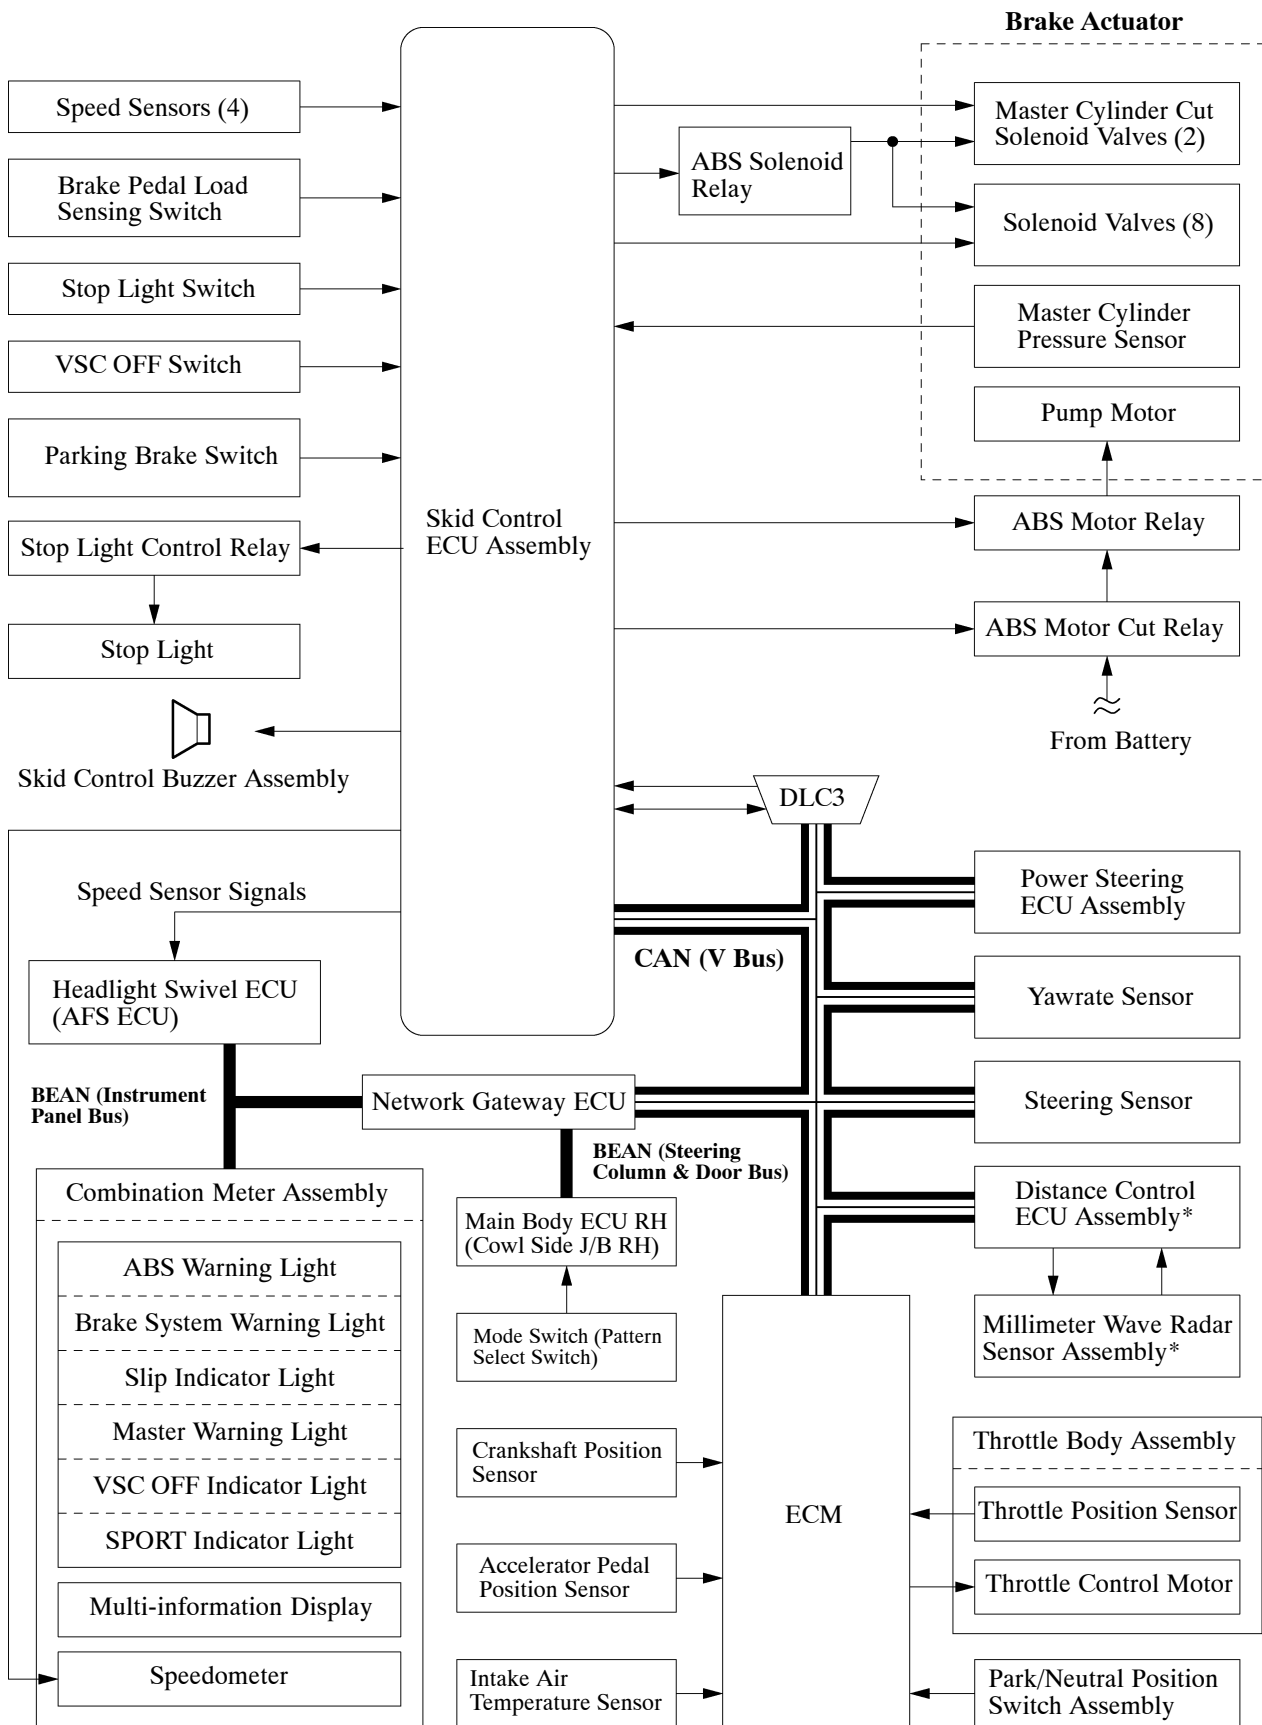 Brake Actuator
Speed Sensors (4)
Brake Pedal Load
Sensing Switch
Stop Light Switch
VSC OFF Switch
Parking Brake Switch
Stop Light Control Relay
Stop Light
Skid Control Buzzer Assembly
Skid Control
ECU Assembly
ABS Solenoid
Relay
Master Cylinder Cut
Solenoid Valves (2)
Solenoid Valves (8)
Master Cylinder
Pressure Sensor
Pump Motor
ABS Motor Relay
ABS Motor Cut Relay
From Battery
DLC3
Speed Sensor Signals
Headlight Swivel ECU
(AFS ECU)
CAN (V Bus)
Power Steering
ECU Assembly
Yawrate Sensor
Steering Sensor
Distance Control
ECU Assembly*
Millimeter Wave Radar
Sensor Assembly*
BEAN (Instrument
Panel Bus)
Network Gateway ECU
BEAN (Steering
Column & Door Bus)
Main Body ECU RH
(Cowl Side J/B RH)
Mode Switch (Pattern
Select Switch)
Combination Meter Assembly
ABS Warning Light
Brake System Warning Light
Slip Indicator Light
Master Warning Light
VSC OFF Indicator Light
SPORT Indicator Light
Multi-information Display
Speedometer
Crankshaft Position
Sensor
Accelerator Pedal
Position Sensor
Intake Air
Temperature Sensor
ECM
Throttle Body Assembly
Throttle Position Sensor
Throttle Control Motor
Park/Neutral Position
Switch Assembly